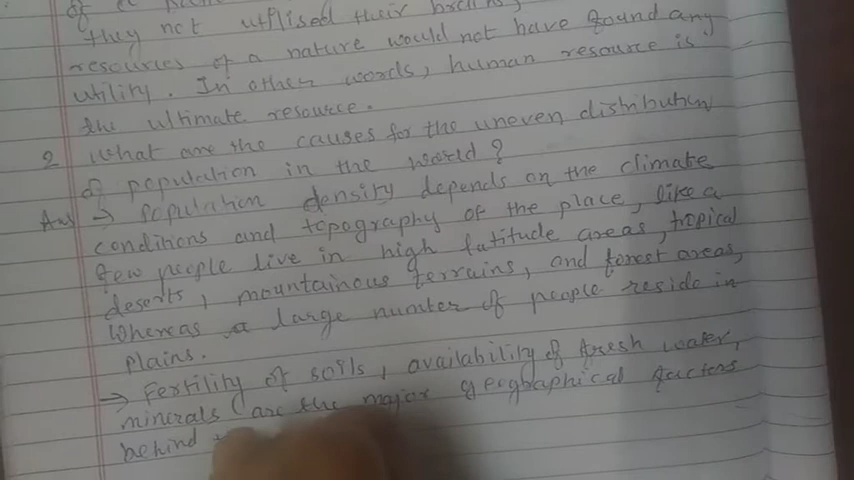 of a
they not utilised their brains,
resources of a nature would not have found any
utility. In other words, human resource is
the ultimate resource.
2 What are the causes for the uneven distribution
of population in the world?
Ans → Population density depends on the climate
conditions and topography of the place, like a
few people live in high latitude areas, tropical
deserts, mountainous terrains, and forest areas,
Whereas a large number of people reside in
plains.
→ Fertility of soils, availability of fresh water,
minerals are the major geographical factors
behind